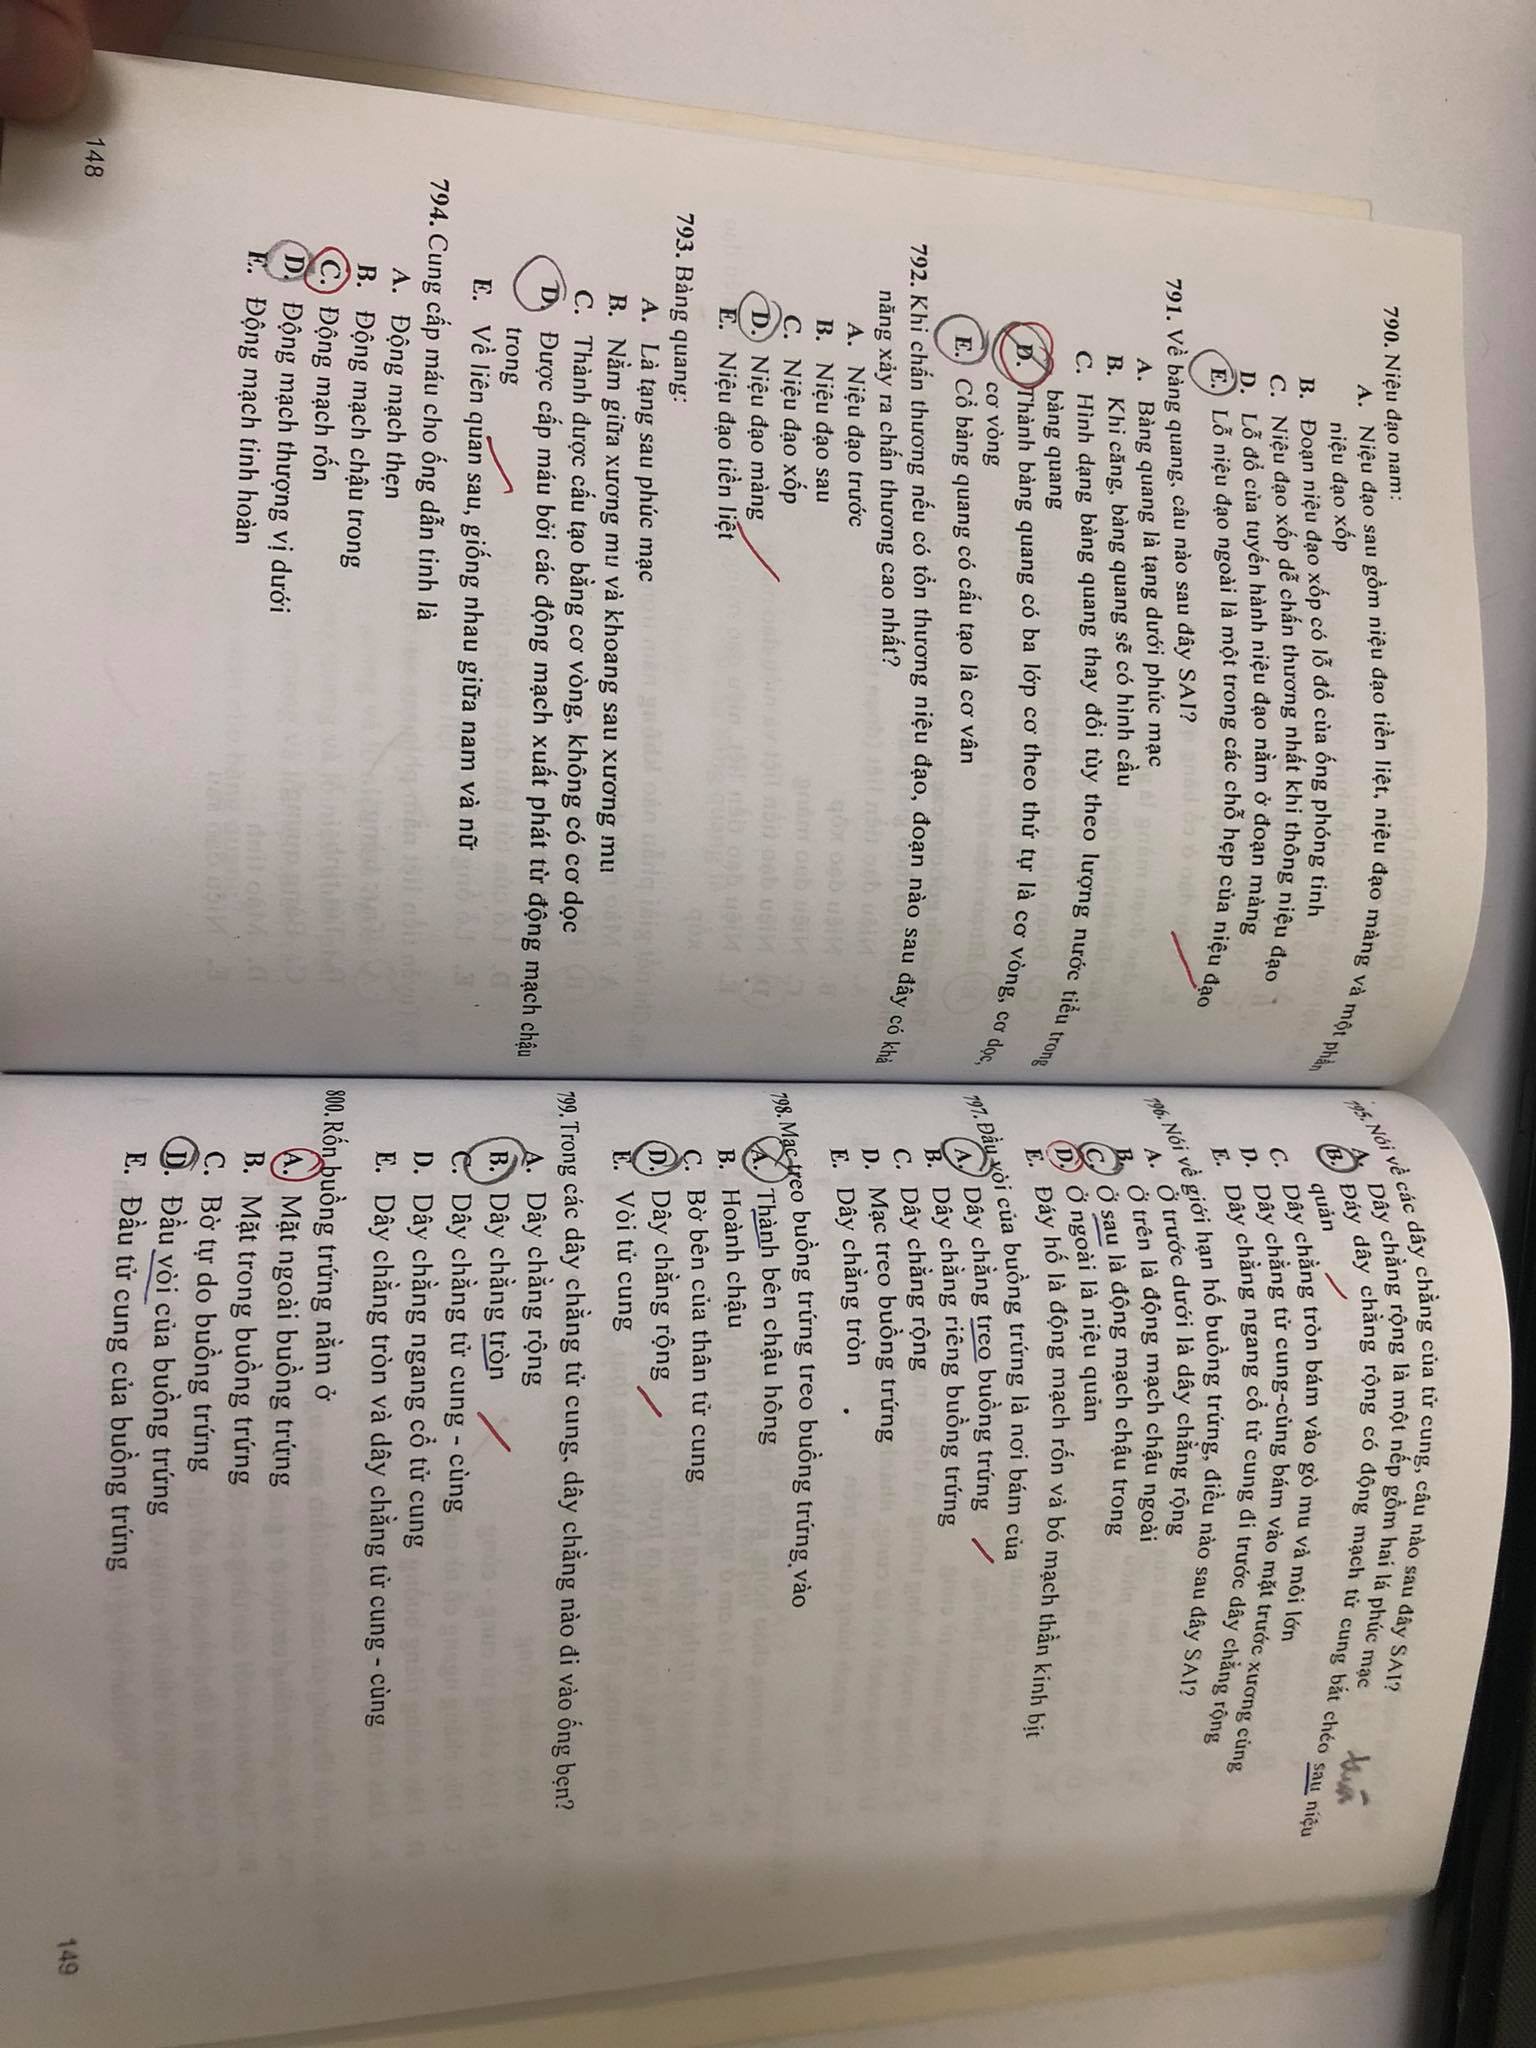 790. Niệu đạo nam:
A. Niệu đạo sau gồm niệu đạo tiền liệt, niệu đạo màng và một phần
niệu đạo xốp
B. Đoạn niệu đạo xốp có lỗ đổ của ống phóng tinh
C. Niệu đạo xốp dễ chấn thương nhất khi thông niệu đạo
D. Lỗ đổ của tuyến hành niệu đạo nằm ở đoạn màng
E. Lỗ niệu đạo ngoài là một trong các chỗ hẹp của niệu đạo
791. Về bàng quang, câu nào sau đây SAI?
A. Bàng quang là tạng dưới phúc mạc
B. Khi căng, bàng quang sẽ có hình cầu
C. Hình dạng bàng quang thay đổi tùy theo lượng nước tiểu trong
bàng quang
D. Thành bàng quang có ba lớp cơ theo thứ tự là cơ vòng, cơ dọc,
cơ vòng
E. Cổ bàng quang có cấu tạo là cơ vân
792. Khi chấn thương nếu có tổn thương niệu đạo, đoạn nào sau đây có khả
năng xảy ra chấn thương cao nhất?
A. Niệu đạo trước
B. Niệu đạo sau
C. Niệu đạo xốp
D. Niệu đạo màng
E. Niệu đạo tiền liệt
793. Bàng quang:
A. Là tạng sau phúc mạc
B. Nằm giữa xương mu và khoang sau xương mu
C. Thành được cấu tạo bằng cơ vòng, không có cơ dọc
D. Được cấp máu bởi các động mạch xuất phát từ động mạch chậu
trong
E. Về liên quan sau, giống nhau giữa nam và nữ
794. Cung cấp máu cho ống dẫn tinh là
A. Động mạch thẹn
B. Động mạch chậu trong
C. Động mạch rốn
D. Động mạch thượng vị dưới
E. Động mạch tinh hoàn
148
795. Nói về các dây chằng của tử cung, câu nào sau đây SAI?
A. Dây chằng rộng là một nếp gồm hai lá phúc mạc
B. Đáy dây chằng rộng có động mạch tử cung bắt chéo sau niệu
quản
C. Dây chằng tròn bám vào gò mu và môi lớn
D. Dây chằng tử cung-cùng bám vào mặt trước xương cùng
E. Dây chằng ngang cổ tử cung đi trước dây chằng rộng
796. Nói về giới hạn hố buồng trứng, điều nào sau đây SAI?
A. Ở trước dưới là dây chằng rộng
B. Ở trên là động mạch chậu ngoài
C. Ở sau là động mạch chậu trong
D. Ở ngoài là niệu quản
E. Đáy hố là động mạch rốn và bó mạch thần kinh bịt
797. Đầu vòi của buồng trứng là nơi bám của
A. Dây chằng treo buồng trứng
B. Dây chằng riêng buồng trứng
C. Dây chằng rộng
D. Mạc treo buồng trứng
E. Dây chằng tròn
798. Mạc treo buồng trứng treo buồng trứng vào
A. Thành bên chậu hông
B. Hoành chậu
C. Bờ bên của thân tử cung
D. Dây chằng rộng
E. Vòi tử cung
799. Trong các dây chằng tử cung, dây chằng nào đi vào ống bẹn?
A. Dây chằng rộng
B. Dây chằng tròn
C. Dây chằng tử cung - cùng
D. Dây chằng ngang cổ tử cung
E. Dây chằng tròn và dây chằng tử cung - cùng
800. Rốn buồng trứng nằm ở
A. Mặt ngoài buồng trứng
B. Mặt trong buồng trứng
C. Bờ tự do buồng trứng
D. Đầu vòi của buồng trứng
E. Đầu tử cung của buồng trứng
149